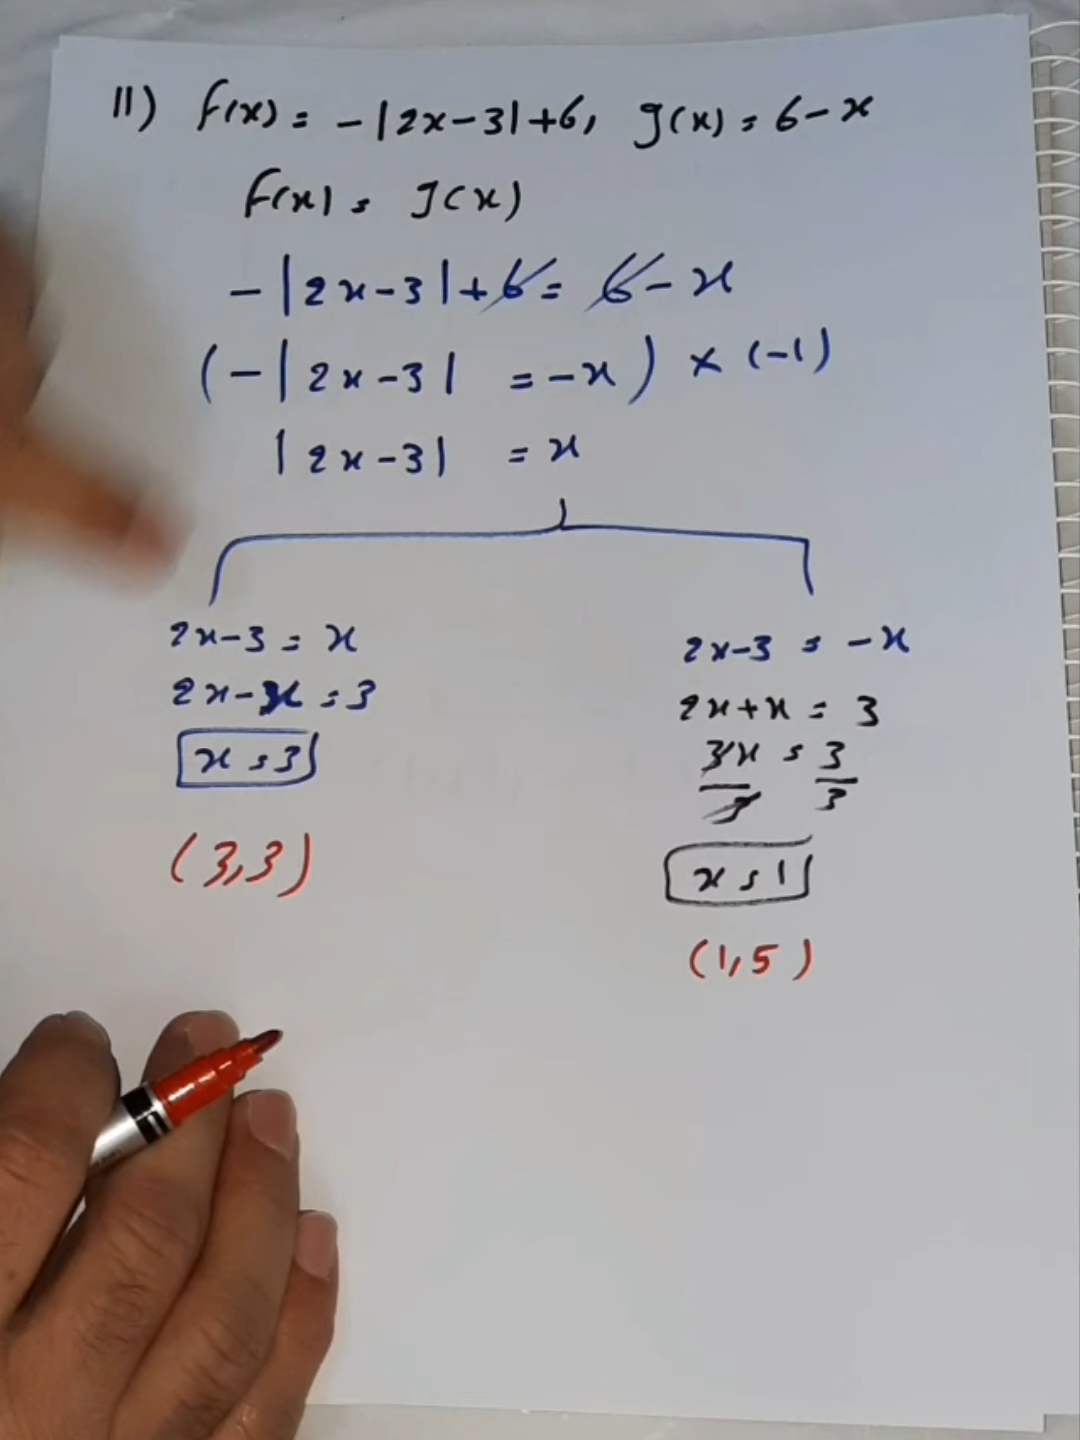 11) f(x) = -|2x-3|+6, g(x) = 6-x
f(x) = g(x)
-|2x-3|+6 = 6-x
(-|2x-3| = -x) × (-1)
|2x-3| = x
2x-3 = x
2x-x = 3
x = 3
(3,3)
2x-3 = -x
2x+x = 3
3x/3 = 3/3
x = 1
(1,5)